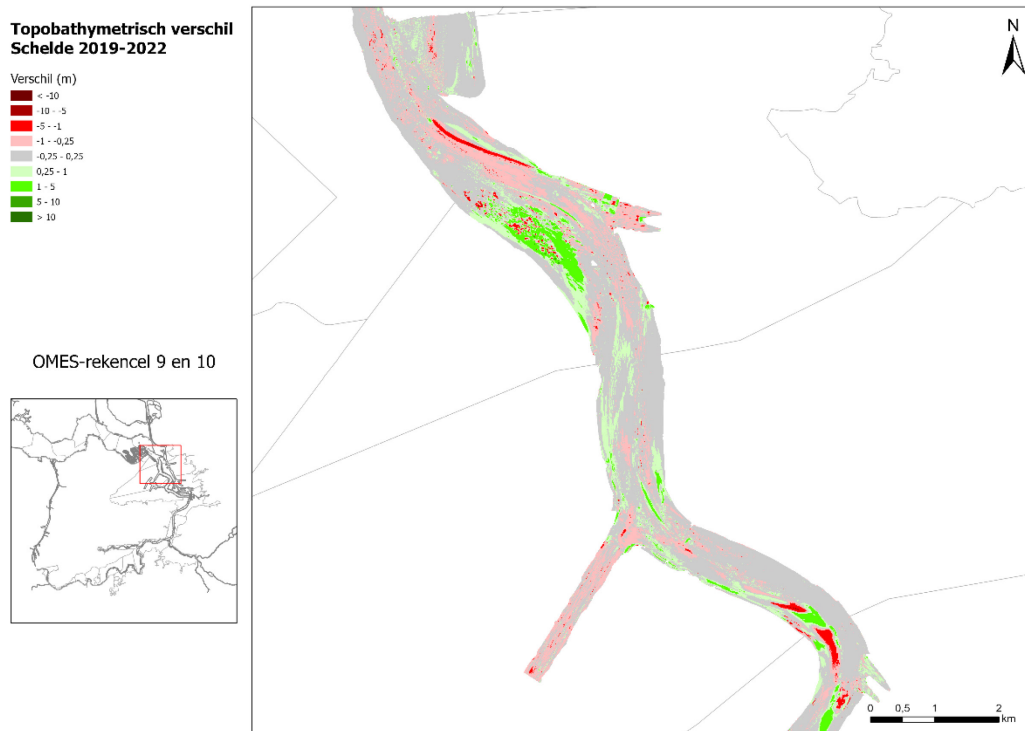 Topobathymetrisch verschil
Schelde 2019-2022
Verschil (m)
< -10
-10 - -5
-5 - -1
-1 - -0,25
-0,25 - 0,25
0,25 - 1
1 - 5
5 - 10
> 10
OMES-rekencel 9 en 10
N
0 0,5 1 2
km